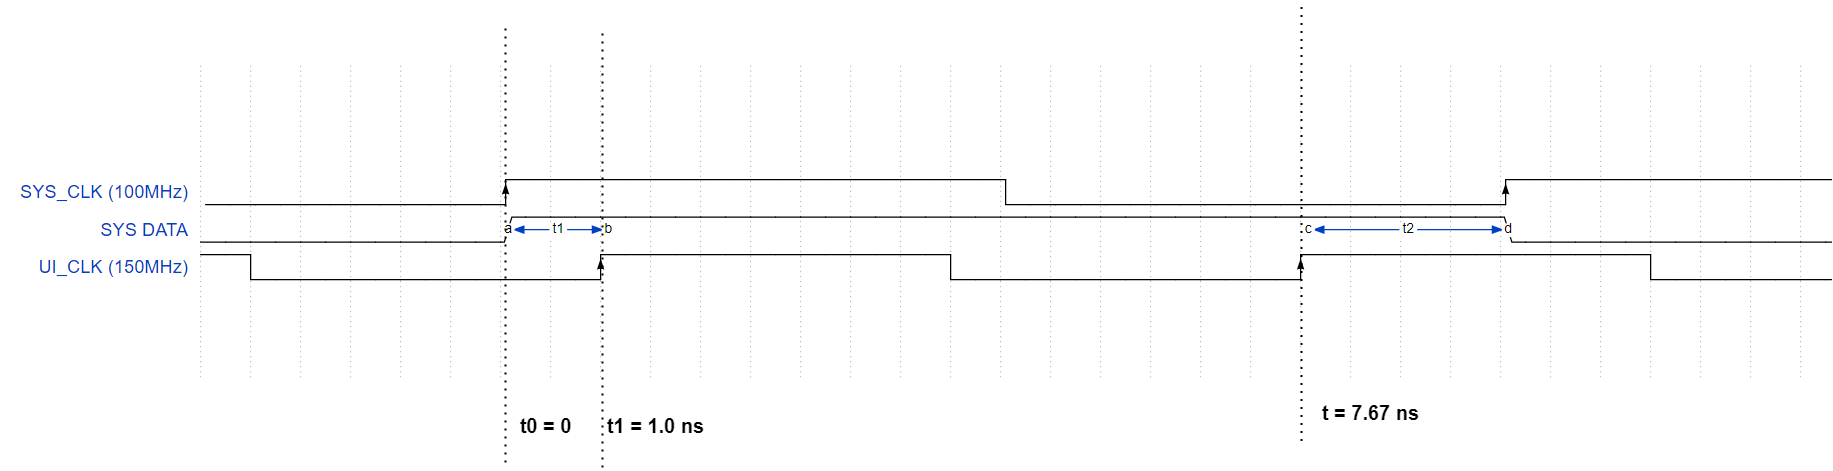 SYS_CLK (100MHz)
SYS DATA
a t1 b c t2 d
UI_CLK (150MHz)
t0 = 0
t1 = 1.0 ns
t = 7.67 ns